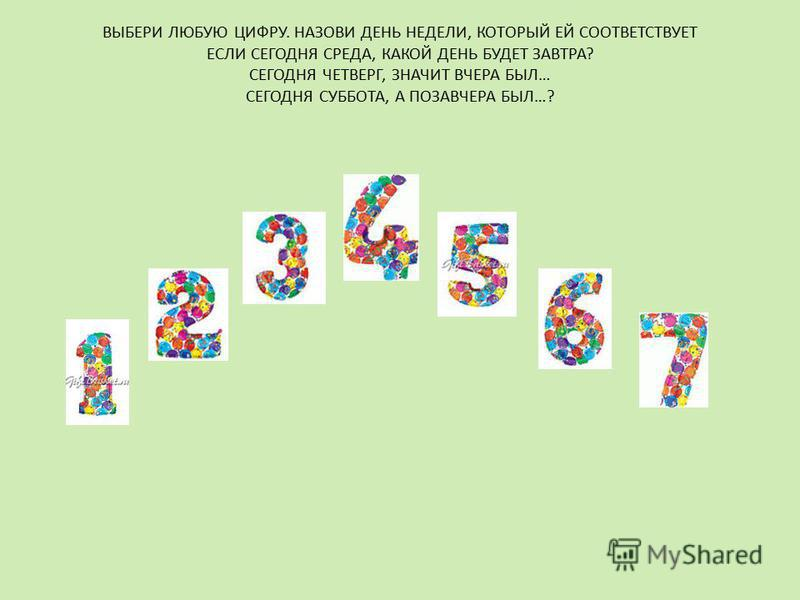 ВЫБЕРИ ЛЮБУЮ ЦИФРУ. НАЗОВИ ДЕНЬ НЕДЕЛИ, КОТОРЫЙ ЕЙ СООТВЕТСТВУЕТ
ЕСЛИ СЕГОДНЯ СРЕДА, КАКОЙ ДЕНЬ БУДЕТ ЗАВТРА?
СЕГОДНЯ ЧЕТВЕРГ, ЗНАЧИТ ВЧЕРА БЫЛ…
СЕГОДНЯ СУББОТА, А ПОЗАВЧЕРА БЫЛ…?
1 2 3 4 5 6 7
MyShared